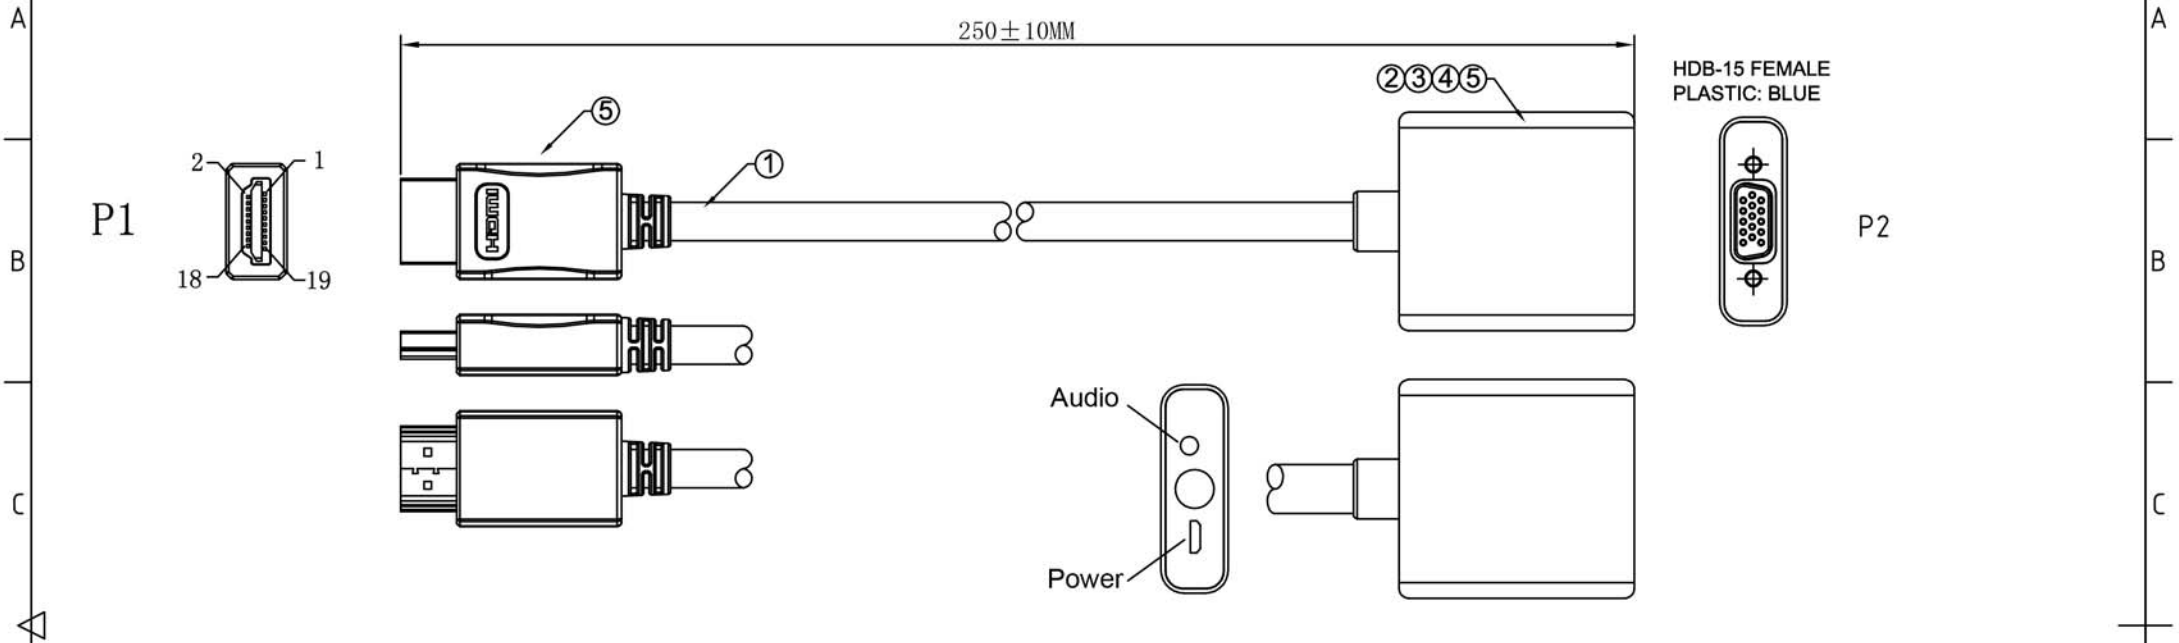 A
A
250±10MM
②③④⑤
HDB-15 FEMALE
PLASTIC: BLUE
⑤
①
2
1
P1
HDMI
P2
18
19
B
B
Audio
Power
C
C